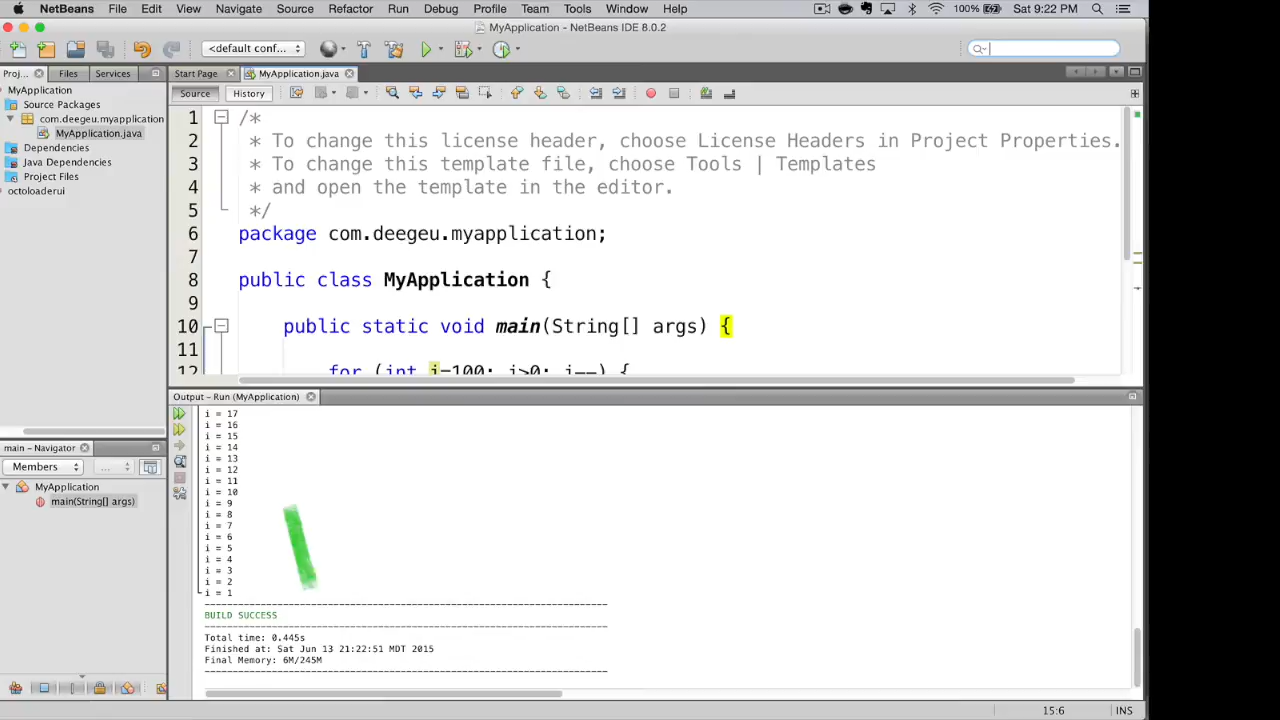 NetBeans File Edit View Navigate Source Refactor Run Debug Profile Team Tools Window Help 100% Sat 9:22 PM
MyApplication - NetBeans IDE 8.0.2
<default conf...
Proj... Files Services
MyApplication
Source Packages
com.deegeu.myapplication
MyApplication.java
Dependencies
Java Dependencies
Project Files
octoloaderui
main - Navigator
Members ...
MyApplication
main(String[] args)
Start Page MyApplication.java
Source History
1 /*
2 * To change this license header, choose License Headers in Project Properties.
3 * To change this template file, choose Tools | Templates
4 * and open the template in the editor.
5 */
6 package com.deegeu.myapplication;
7
8 public class MyApplication {
9
10 public static void main(String[] args) {
11
12 for (int i=100; i>0; i--) {
Output - Run (MyApplication)
i = 17
i = 16
i = 15
i = 14
i = 13
i = 12
i = 11
i = 10
i = 9
i = 8
i = 7
i = 6
i = 5
i = 4
i = 3
i = 2
i = 1
------------------------------------------------------------------------
BUILD SUCCESS
------------------------------------------------------------------------
Total time: 0.445s
Finished at: Sat Jun 13 21:22:51 MDT 2015
Final Memory: 6M/245M
------------------------------------------------------------------------
15:6 INS